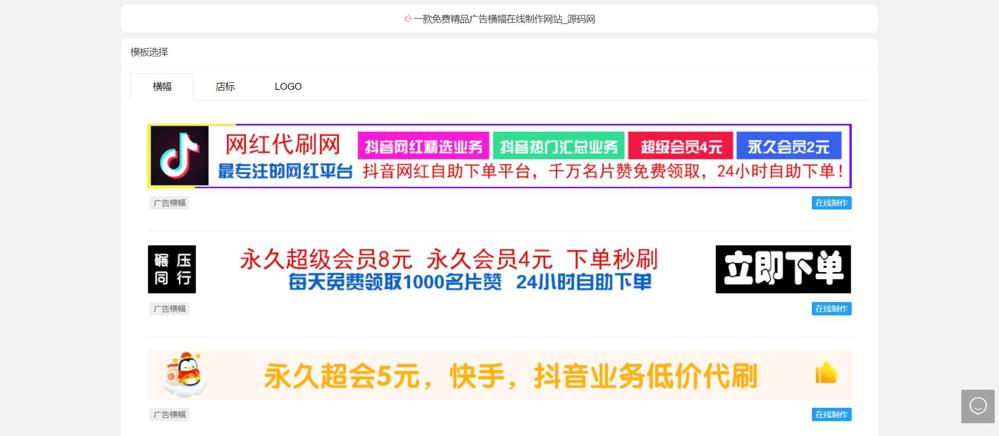 一款免费精品广告横幅在线制作网站_源码网
模板选择
横幅 店标 LOGO
网红代刷网 抖音网红精选业务 抖音热门汇总业务 超级会员4元 永久会员2元
最专注的网红平台 抖音网红自助下单平台，千万名片赞免费领取，24小时自助下单！
广告横幅 在线制作
碾压 永久超级会员8元 永久会员4元 下单秒刷 立即下单
同行 每天免费领取1000名片赞 24小时自助下单
广告横幅 在线制作
永久超会5元，快手，抖音业务低价代刷
广告横幅 在线制作